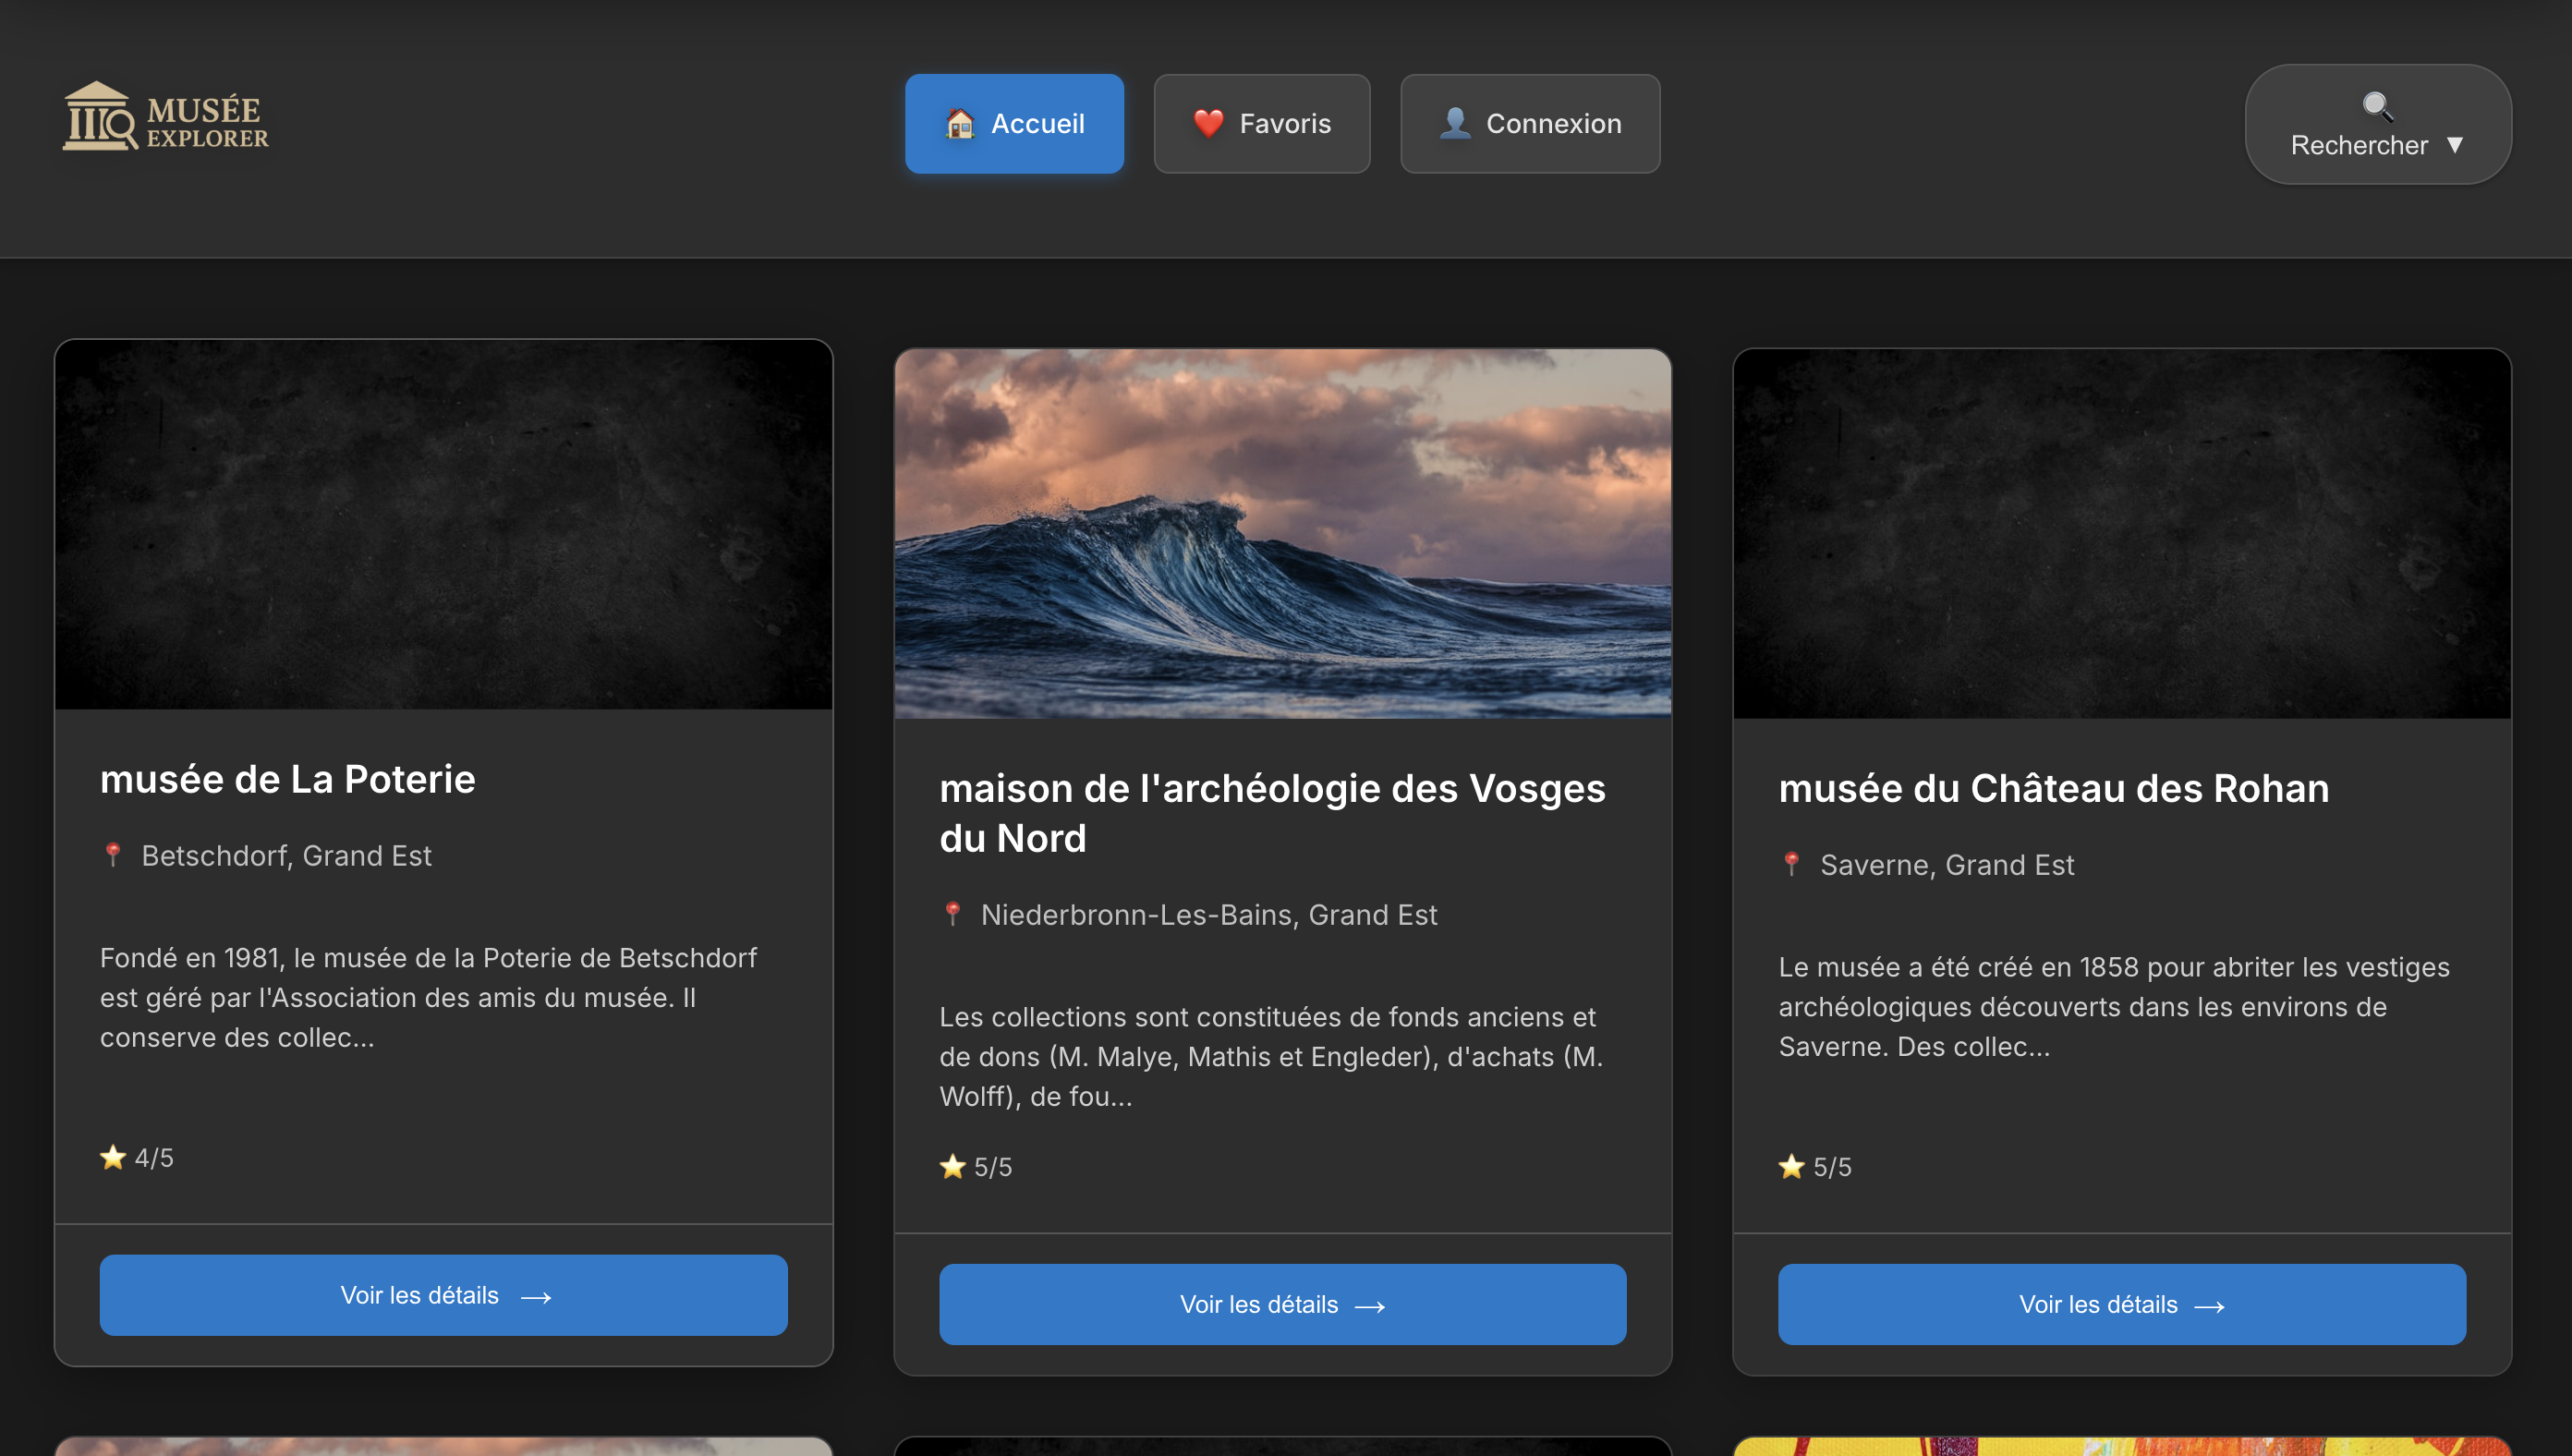 MUSÉE
EXPLORER
Accueil
Favoris
Connexion
Rechercher ▼
musée de La Poterie
Betschdorf, Grand Est
Fondé en 1981, le musée de la Poterie de Betschdorf
est géré par l'Association des amis du musée. Il
conserve des collec...
4/5
Voir les détails →
maison de l'archéologie des Vosges
du Nord
Niederbronn-Les-Bains, Grand Est
Les collections sont constituées de fonds anciens et
de dons (M. Malye, Mathis et Engleder), d'achats (M.
Wolff), de fou...
5/5
Voir les détails →
musée du Château des Rohan
Saverne, Grand Est
Le musée a été créé en 1858 pour abriter les vestiges
archéologiques découverts dans les environs de
Saverne. Des collec...
5/5
Voir les détails →